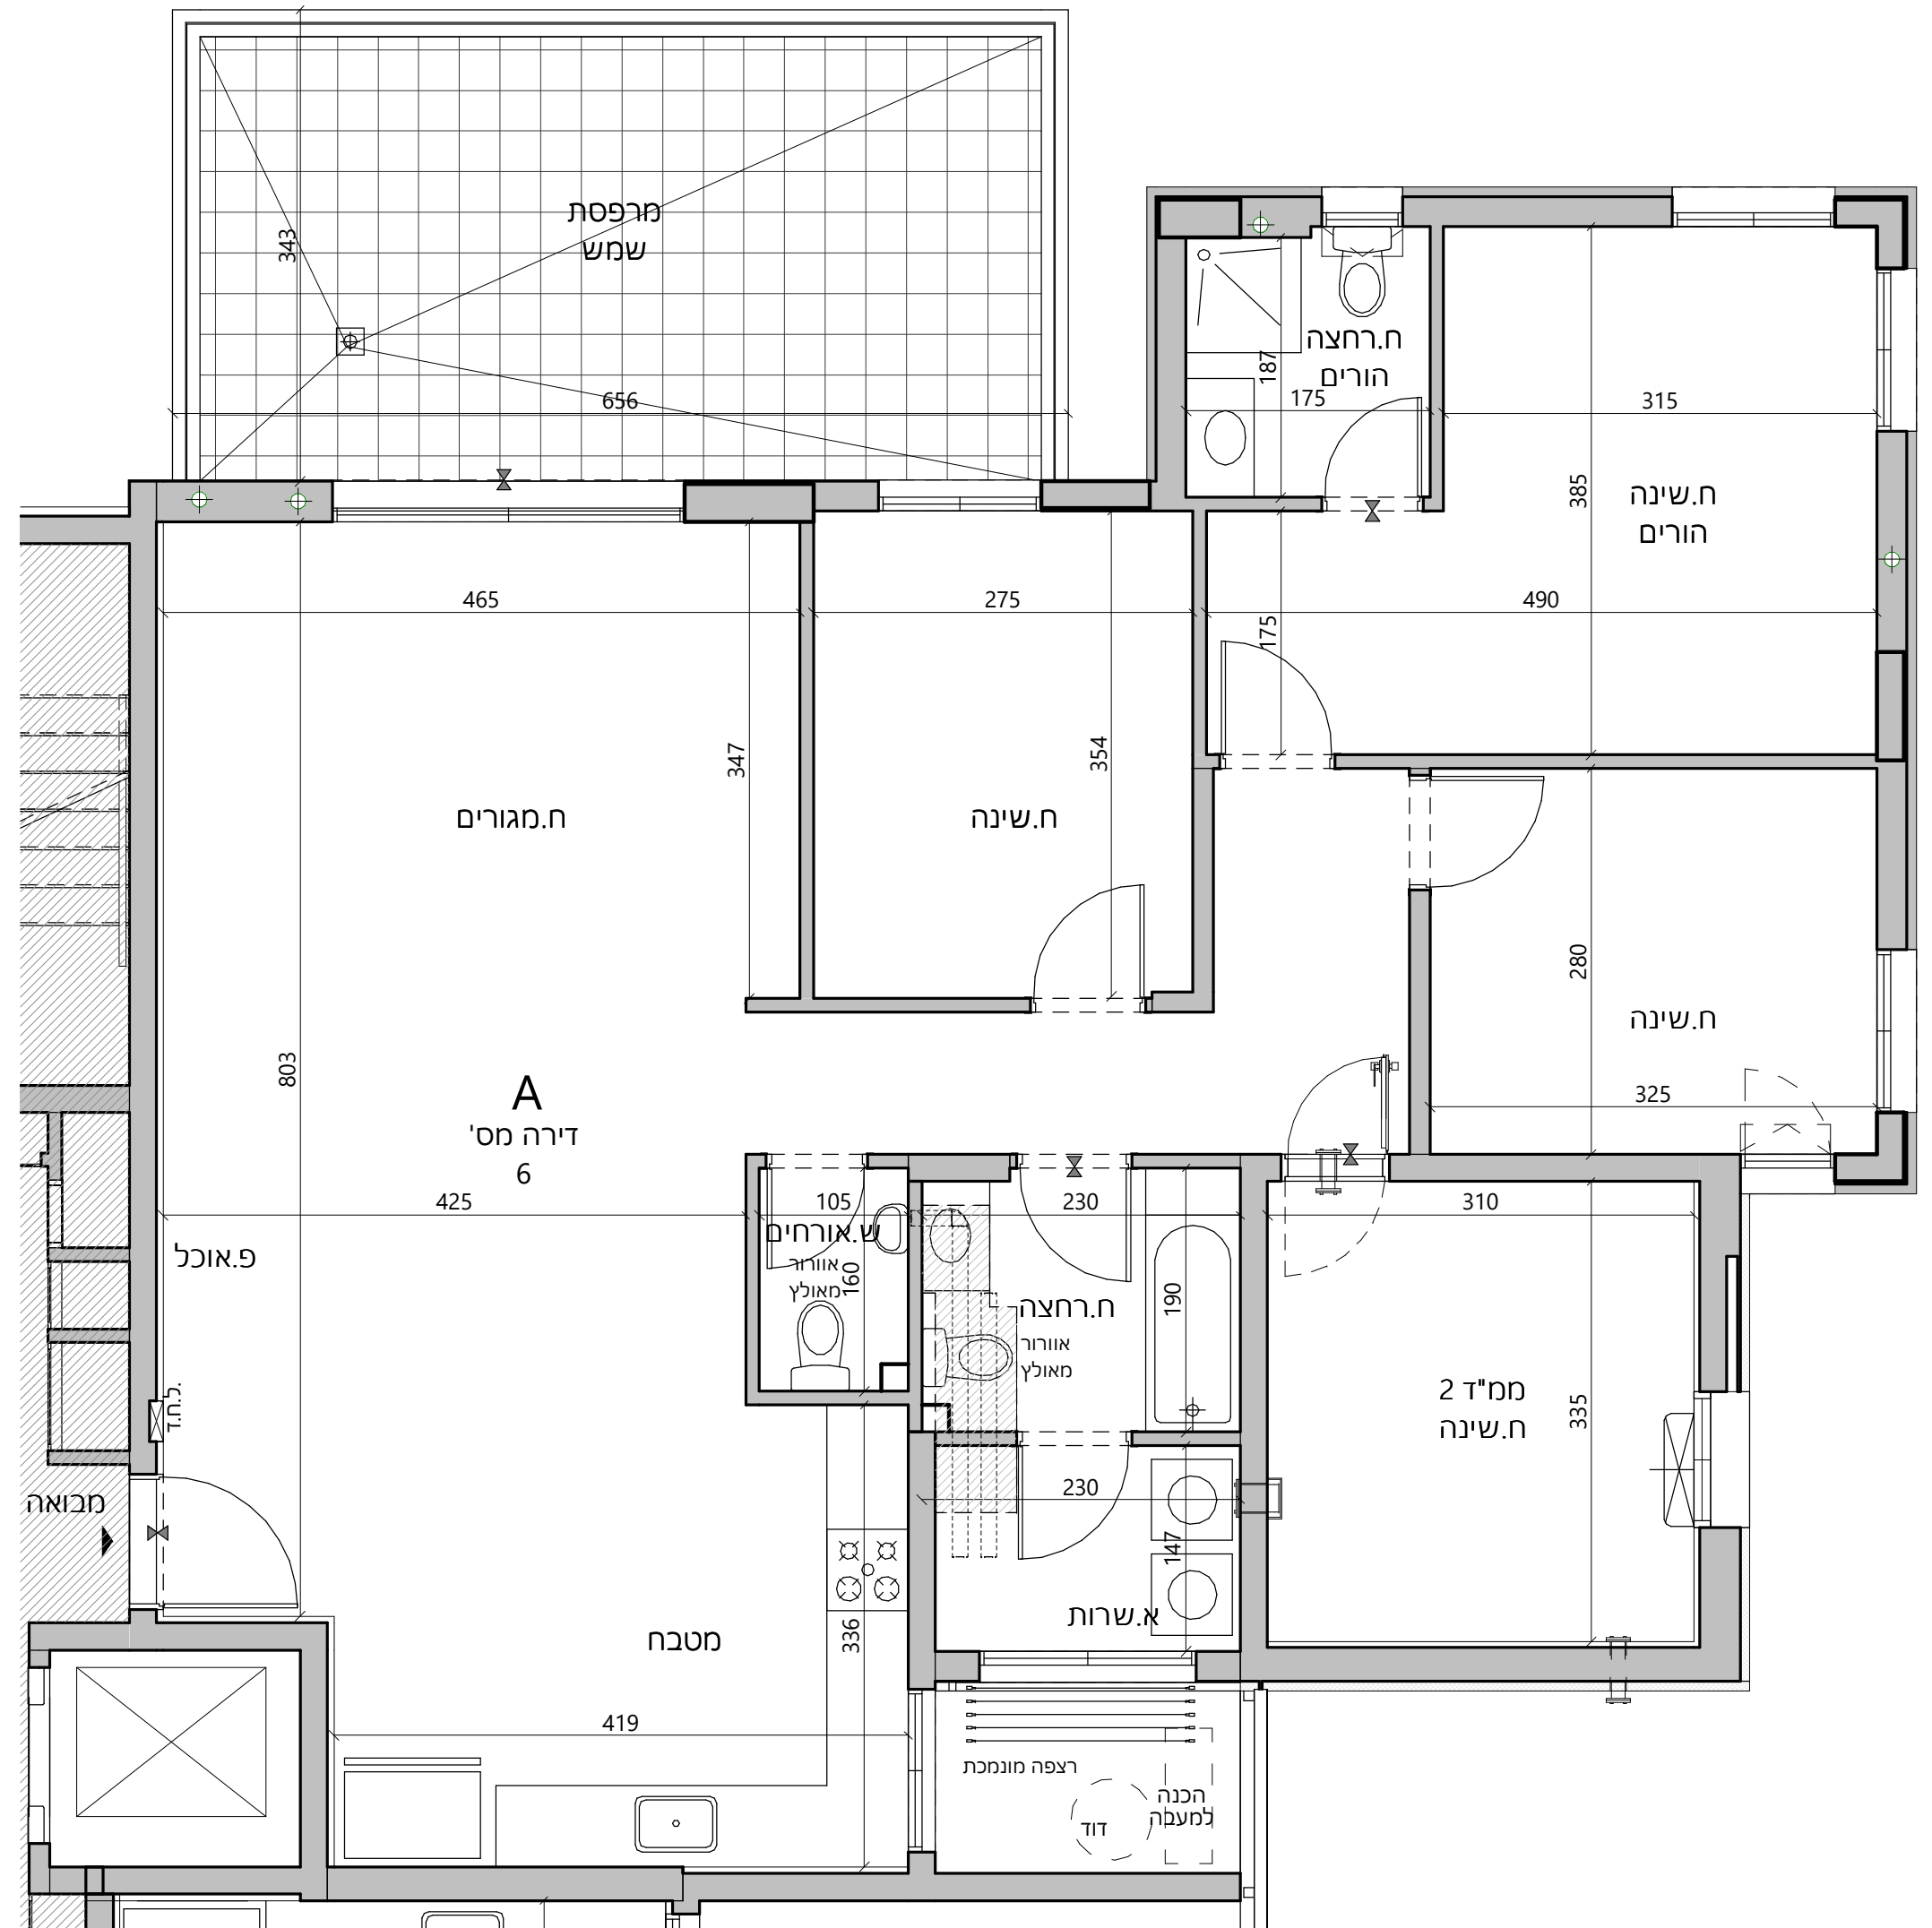 343
מרפסת
שמש
656
187
ח.רחצה
הורים
175
315
385
ח.שינה
הורים
465
275
490
175
347
354
ח.מגורים
ח.שינה
280
ח.שינה
325
803
A
דירה מס'
6
425
105
230
310
פ.אוכל
ש.אורחים
אוורור
מאולץ
160
ח.רחצה
אוורור
מאולץ
190
ממ"ד 2
ח.שינה
335
ל.ח.ד.
מבואה
230
147
א.שרות
מטבח
336
419
רצפה מונמכת
הכנה
למעבה
דוד